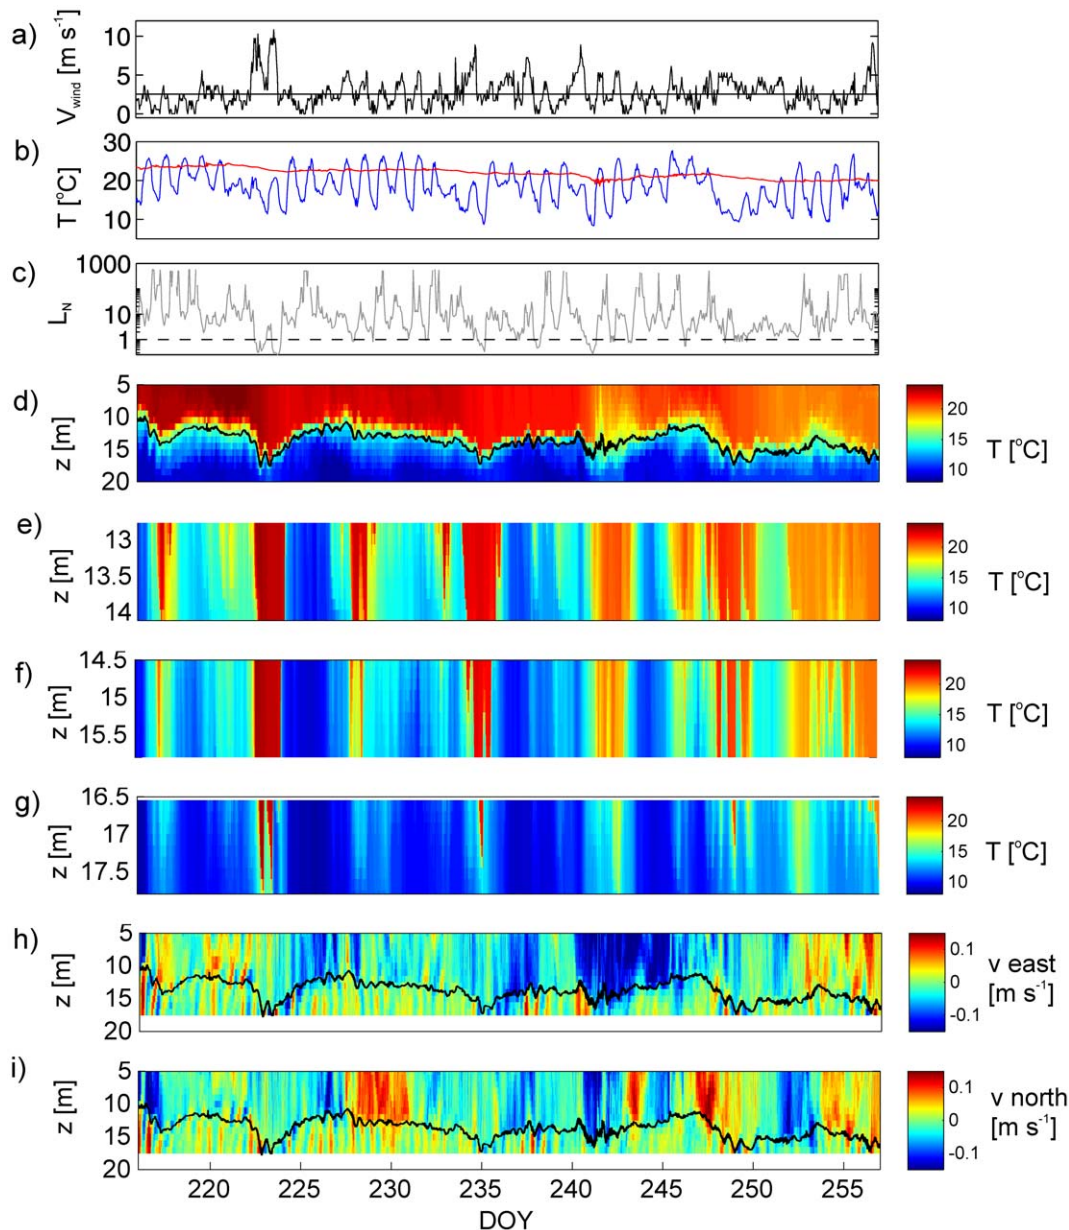 a)
V_wind [m s⁻¹]
10
5
0
b)
T [°C]
30
20
10
c)
L_N
1000
10
1
d)
z [m]
5
10
15
20
20
15
10
T [°C]
e)
z [m]
13
13.5
14
20
15
10
T [°C]
f)
z [m]
14.5
15
15.5
20
15
10
T [°C]
g)
z [m]
16.5
17
17.5
20
15
10
T [°C]
h)
z [m]
5
10
15
20
0.1
0
-0.1
v east
[m s⁻¹]
i)
z [m]
5
10
15
20
0.1
0
-0.1
v north
[m s⁻¹]
220 225 230 235 240 245 250 255
DOY